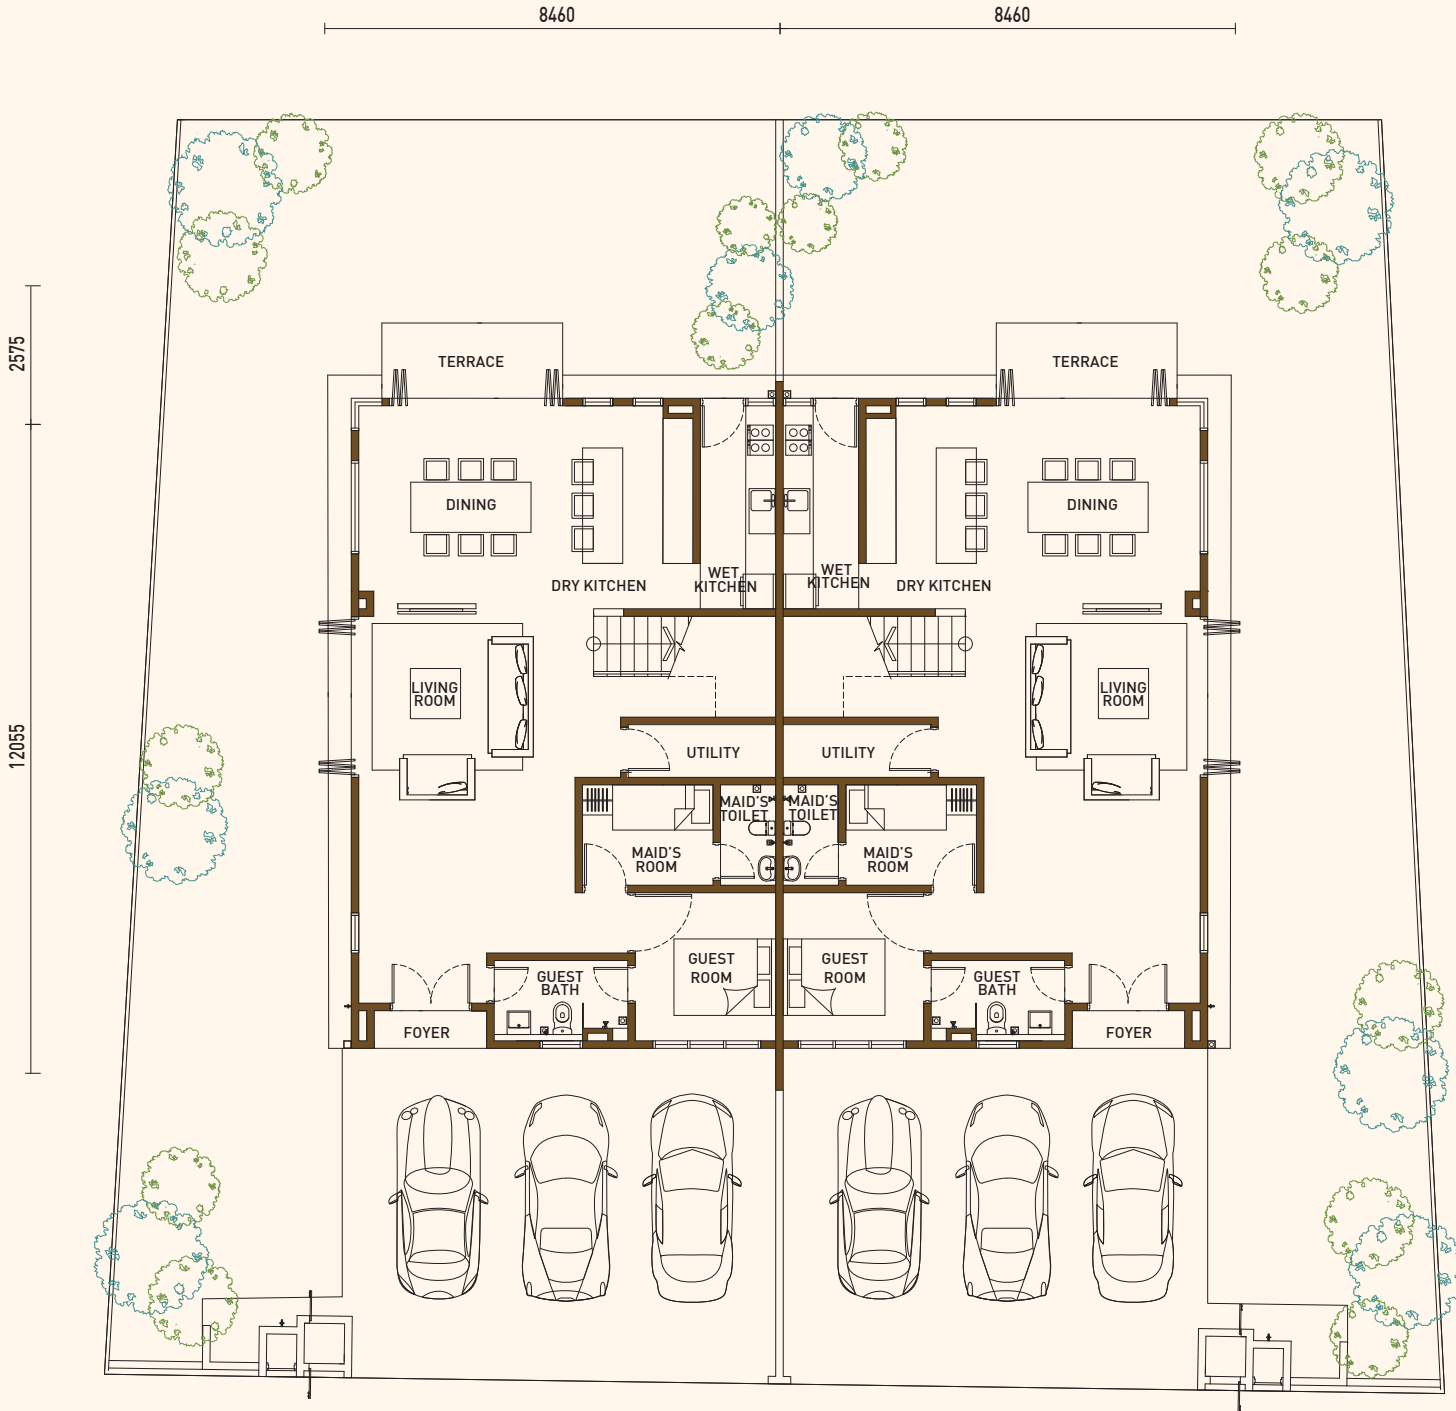 8460
8460
2575
12055
TERRACE
TERRACE
DINING
DINING
DRY KITCHEN
WET
KITCHEN
WET
KITCHEN
DRY KITCHEN
LIVING
ROOM
LIVING
ROOM
UTILITY
UTILITY
MAID'S
TOILET
MAID'S
TOILET
MAID'S
ROOM
MAID'S
ROOM
GUEST
ROOM
GUEST
ROOM
GUEST
BATH
GUEST
BATH
FOYER
FOYER